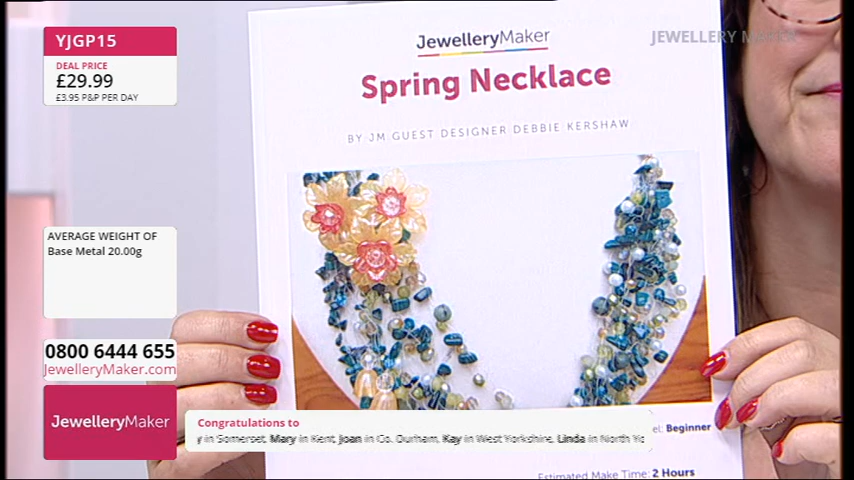 YJGP15
DEAL PRICE
£29.99
£3.95 P&P PER DAY
AVERAGE WEIGHT OF
Base Metal 20.00g
0800 6444 655
JewelleryMaker.com
JewelleryMaker
Congratulations to
y in Somerset, Mary in Kent, Joan in Co. Durham, Kay in West Yorkshire, Linda in North Yo
JEWELLERY MAKER
JewelleryMaker
Spring Necklace
BY JM GUEST DESIGNER DEBBIE KERSHAW
el: Beginner
Estimated Make Time: 2 Hours